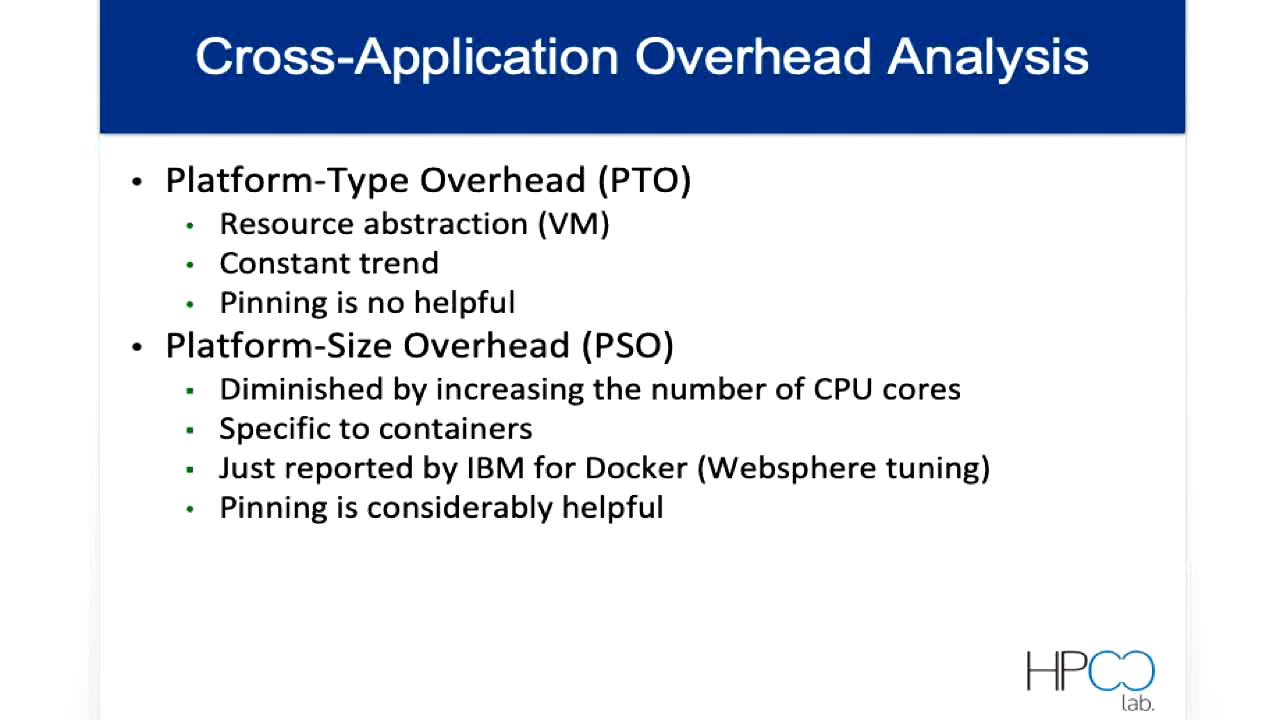 Cross-Application Overhead Analysis
• Platform-Type Overhead (PTO)
• Resource abstraction (VM)
• Constant trend
• Pinning is no helpful
• Platform-Size Overhead (PSO)
▪ Diminished by increasing the number of CPU cores
▪ Specific to containers
▪ Just reported by IBM for Docker (Websphere tuning)
• Pinning is considerably helpful
HPCC
lab.